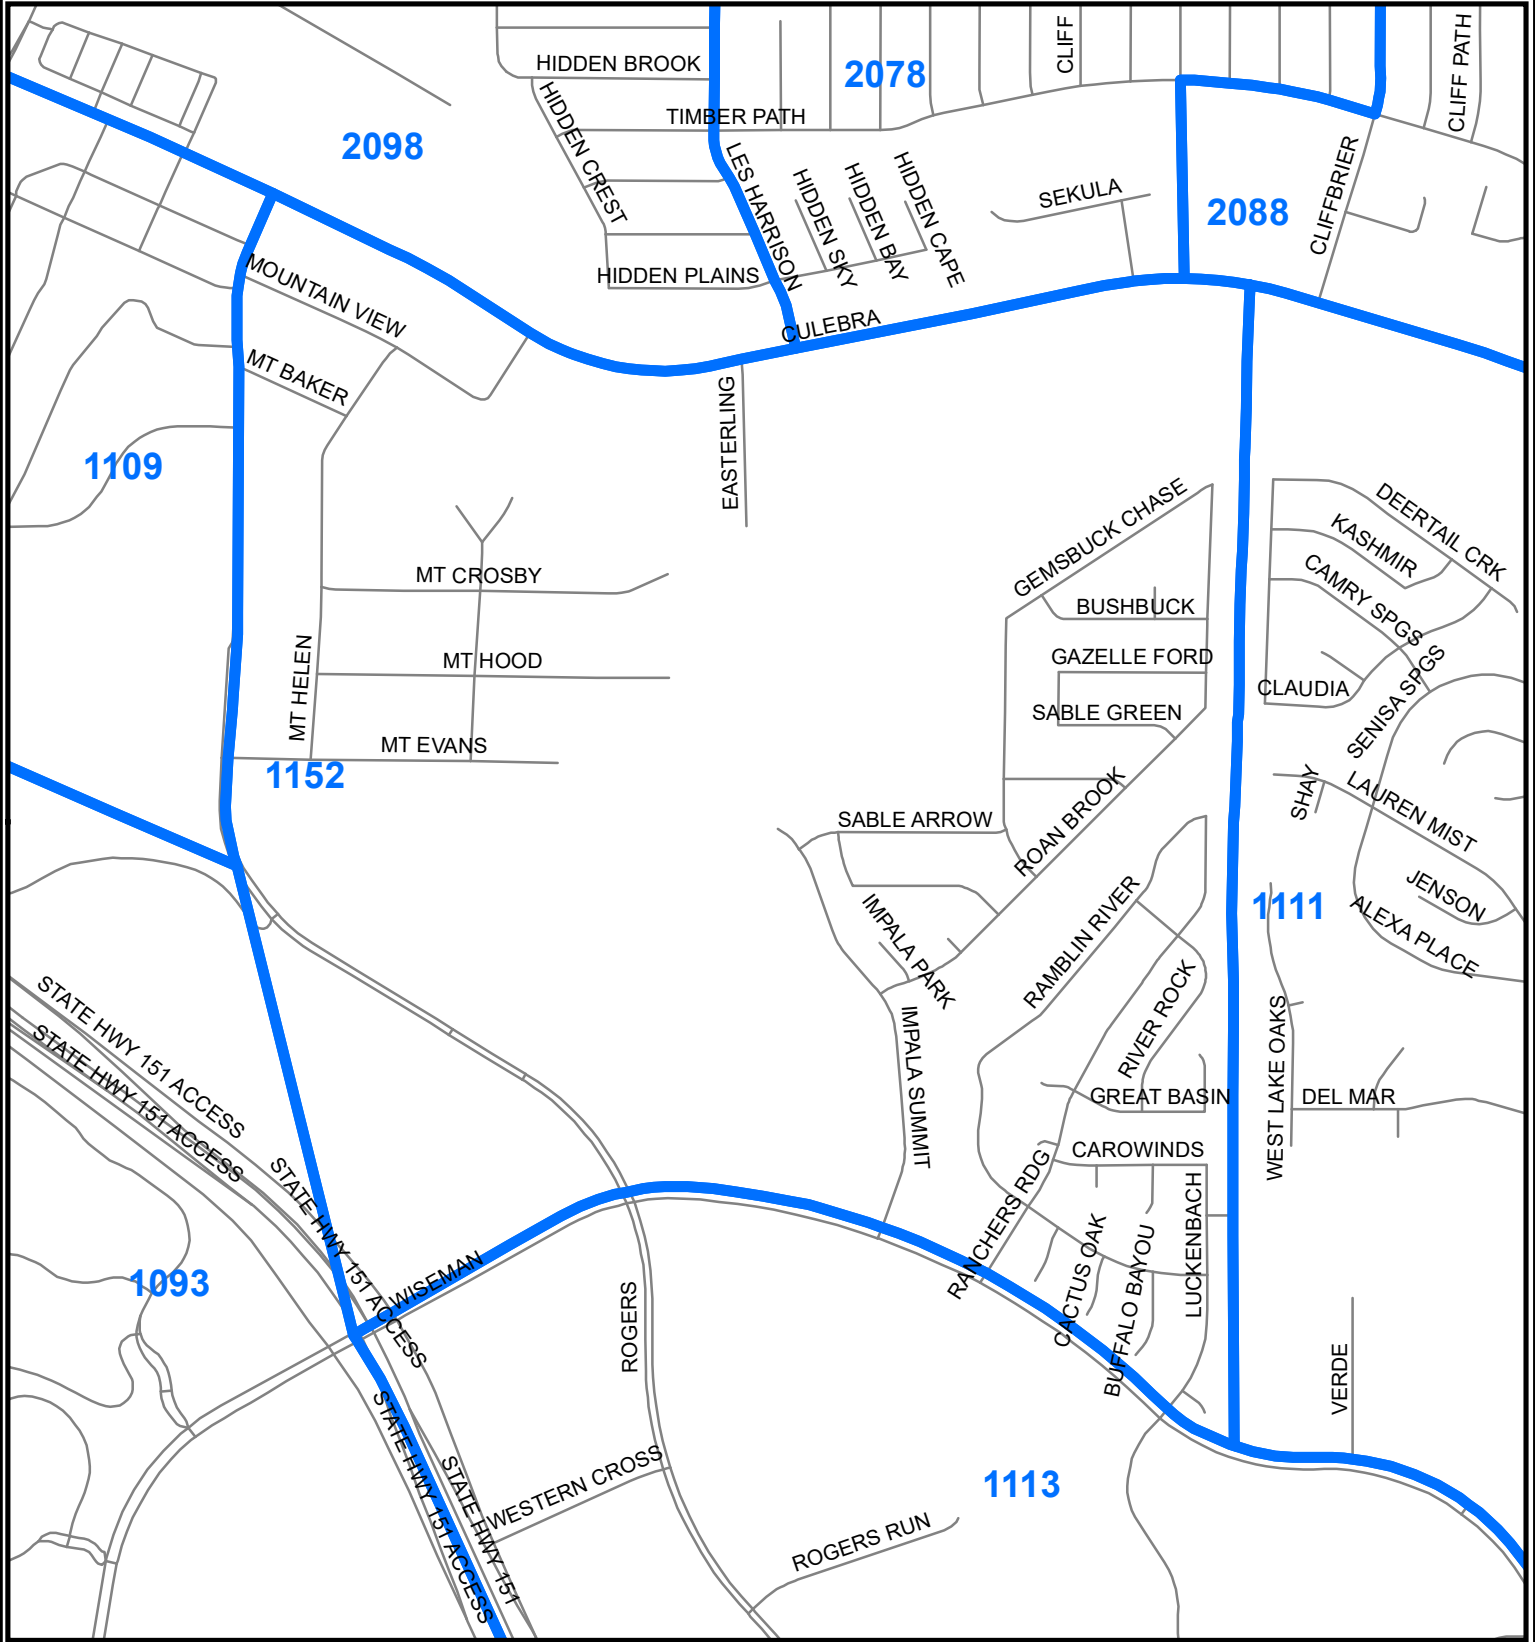 CLIFF
CLIFF PATH
HIDDEN BROOK
2078
HIDDEN CREST
TIMBER PATH
2098
LES HARRISON
HIDDEN SKY
HIDDEN BAY
HIDDEN CAPE
SEKULA
2088
CLIFFBRIER
MOUNTAIN VIEW
HIDDEN PLAINS
CULEBRA
MT BAKER
EASTERLING
1109
GEMSBUCK CHASE
DEERTAIL CRK
KASHMIR
CAMRY SPGS
MT CROSBY
BUSHBUCK
MT HELEN
MT HOOD
GAZELLE FORD
CLAUDIA
SENISA SPGS
SABLE GREEN
MT EVANS
1152
SHAY
LAUREN MIST
SABLE ARROW
ROAN BROOK
JENSON
IMPALA PARK
RAMBLIN RIVER
1111
ALEXA PLACE
STATE HWY 151 ACCESS
STATE HWY 151 ACCESS
IMPALA SUMMIT
RIVER ROCK
WEST LAKE OAKS
GREAT BASIN
DEL MAR
CAROWINDS
STATE HWY 151 ACCESS
RANCHERS RDG
CACTUS OAK
BUFFALO BAYOU
LUCKENBACH
1093
WISEMAN
ROGERS
VERDE
STATE HWY 151 ACCESS
STATE HWY 151
WESTERN CROSS
1113
ROGERS RUN